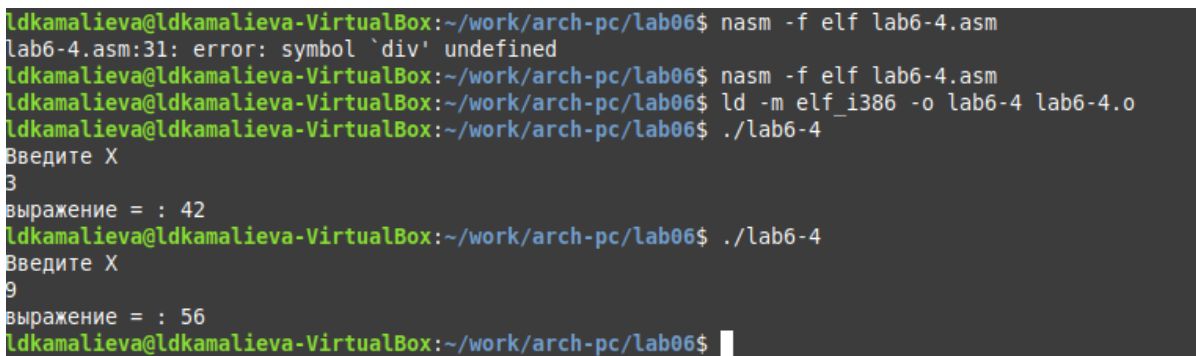 ldkamalieva@ldkamalieva-VirtualBox:~/work/arch-pc/lab06$ nasm -f elf lab6-4.asm
lab6-4.asm:31: error: symbol `div' undefined
ldkamalieva@ldkamalieva-VirtualBox:~/work/arch-pc/lab06$ nasm -f elf lab6-4.asm
ldkamalieva@ldkamalieva-VirtualBox:~/work/arch-pc/lab06$ ld -m elf_i386 -o lab6-4 lab6-4.o
ldkamalieva@ldkamalieva-VirtualBox:~/work/arch-pc/lab06$ ./lab6-4
Введите X
3
выражение = : 42
ldkamalieva@ldkamalieva-VirtualBox:~/work/arch-pc/lab06$ ./lab6-4
Введите X
9
выражение = : 56
ldkamalieva@ldkamalieva-VirtualBox:~/work/arch-pc/lab06$